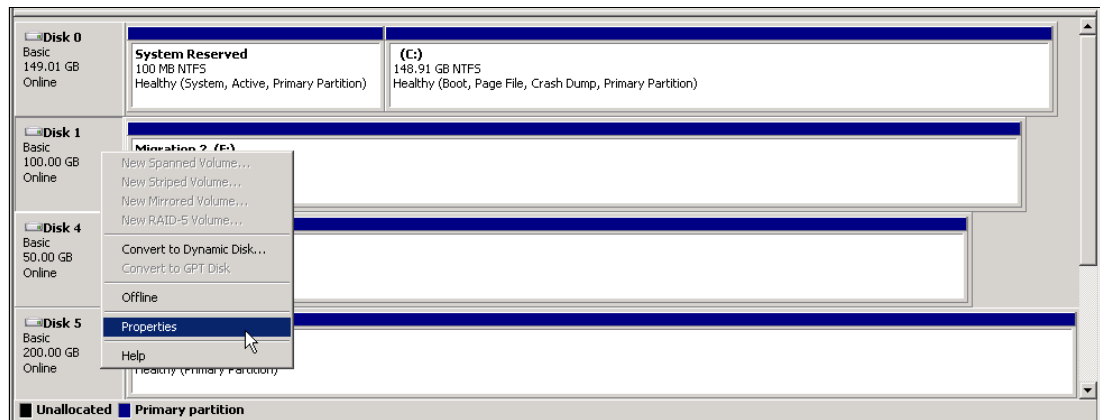 Disk 0
Basic
149.01 GB
Online
System Reserved
100 MB NTFS
Healthy (System, Active, Primary Partition)
(C:)
148.91 GB NTFS
Healthy (Boot, Page File, Crash Dump, Primary Partition)
Disk 1
Basic
100.00 GB
Online
Migration 2 (E:)
New Spanned Volume...
New Striped Volume...
New Mirrored Volume...
New RAID-5 Volume...
Convert to Dynamic Disk...
Convert to GPT Disk
Offline
Properties
Help
Disk 4
Basic
50.00 GB
Online
Disk 5
Basic
200.00 GB
Online
Healthy (Primary Partition)
Unallocated Primary partition